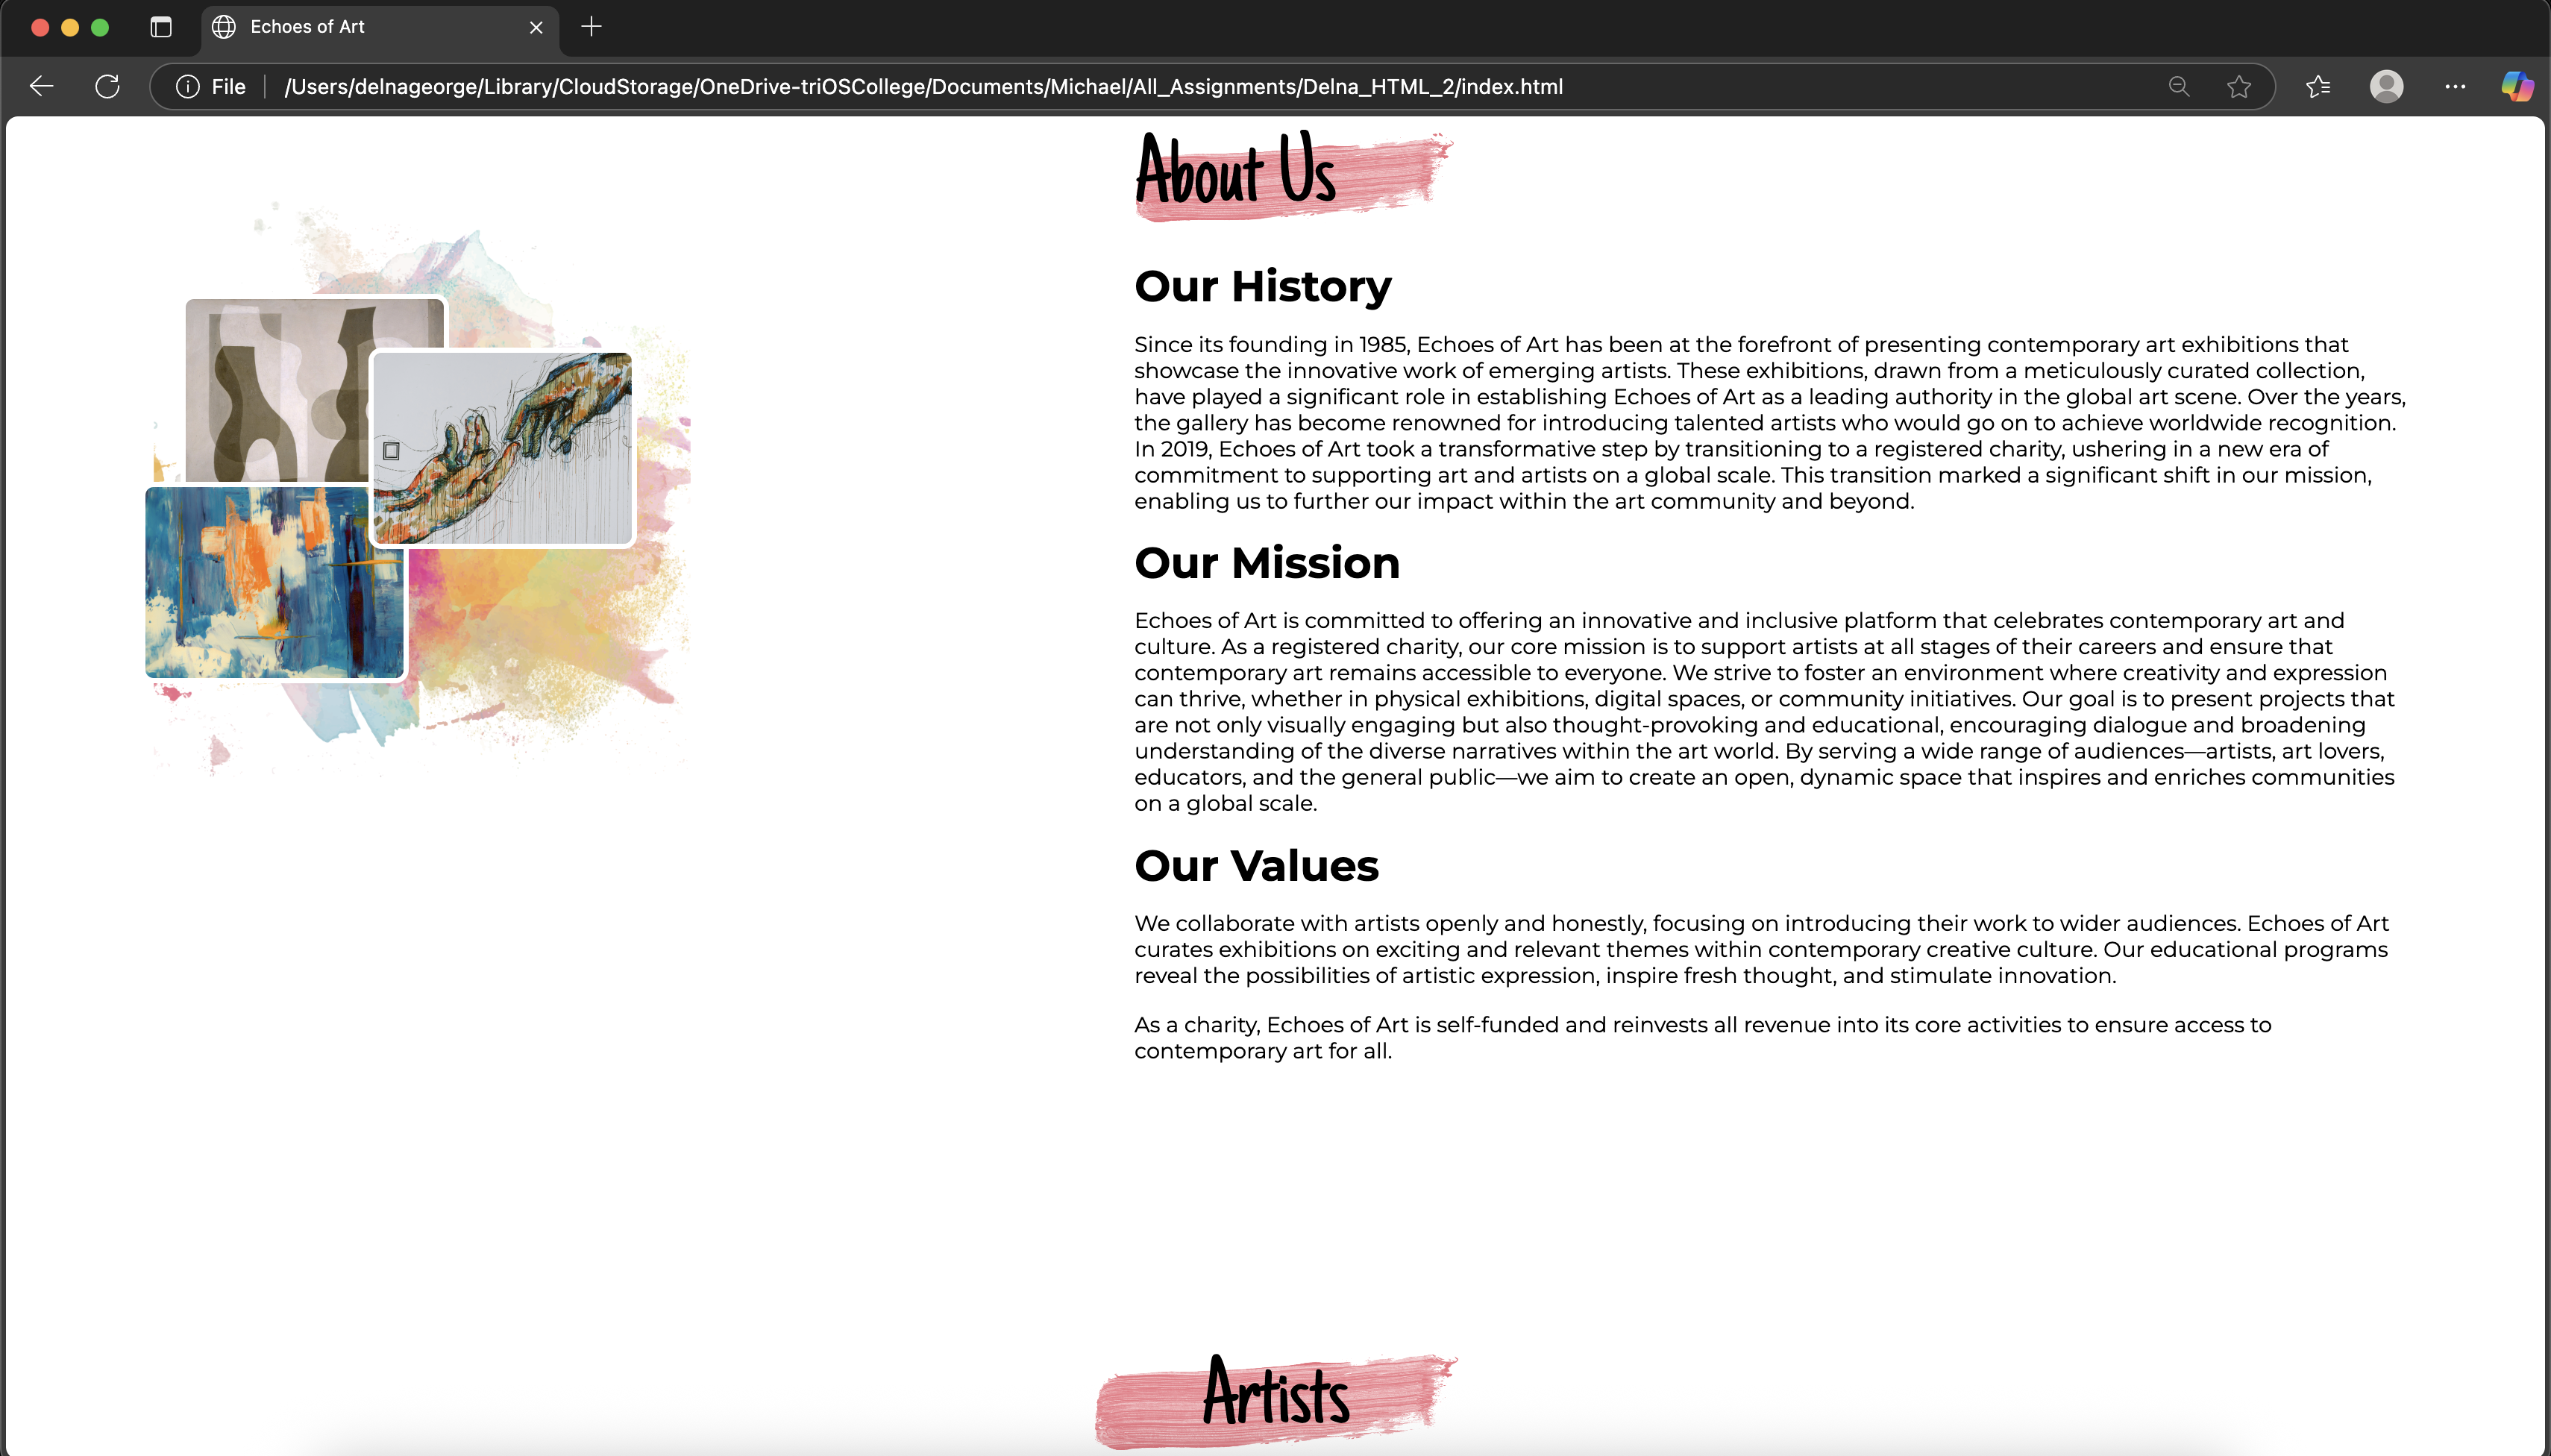 Echoes of Art
File
/Users/delnageorge/Library/CloudStorage/OneDrive-triOSCollege/Documents/Michael/All_Assignments/Delna_HTML_2/index.html
About Us
Our History
Since its founding in 1985, Echoes of Art has been at the forefront of presenting contemporary art exhibitions that
showcase the innovative work of emerging artists. These exhibitions, drawn from a meticulously curated collection,
have played a significant role in establishing Echoes of Art as a leading authority in the global art scene. Over the years,
the gallery has become renowned for introducing talented artists who would go on to achieve worldwide recognition.
In 2019, Echoes of Art took a transformative step by transitioning to a registered charity, ushering in a new era of
commitment to supporting art and artists on a global scale. This transition marked a significant shift in our mission,
enabling us to further our impact within the art community and beyond.
Our Mission
Echoes of Art is committed to offering an innovative and inclusive platform that celebrates contemporary art and
culture. As a registered charity, our core mission is to support artists at all stages of their careers and ensure that
contemporary art remains accessible to everyone. We strive to foster an environment where creativity and expression
can thrive, whether in physical exhibitions, digital spaces, or community initiatives. Our goal is to present projects that
are not only visually engaging but also thought-provoking and educational, encouraging dialogue and broadening
understanding of the diverse narratives within the art world. By serving a wide range of audiences—artists, art lovers,
educators, and the general public—we aim to create an open, dynamic space that inspires and enriches communities
on a global scale.
Our Values
We collaborate with artists openly and honestly, focusing on introducing their work to wider audiences. Echoes of Art
curates exhibitions on exciting and relevant themes within contemporary creative culture. Our educational programs
reveal the possibilities of artistic expression, inspire fresh thought, and stimulate innovation.
As a charity, Echoes of Art is self-funded and reinvests all revenue into its core activities to ensure access to
contemporary art for all.
Artists